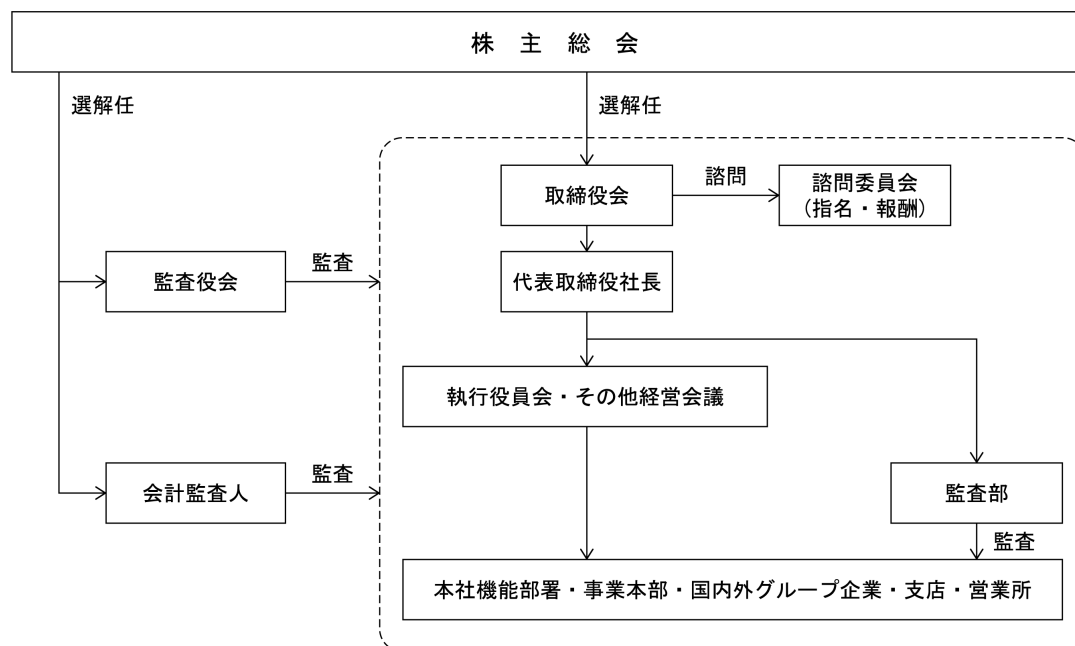 株 主 総 会
選解任
選解任
取締役会
諮問
諮問委員会
（指名・報酬）
監査役会
監査
代表取締役社長
執行役員会・その他経営会議
会計監査人
監査
監査部
監査
本社機能部署・事業本部・国内外グループ企業・支店・営業所